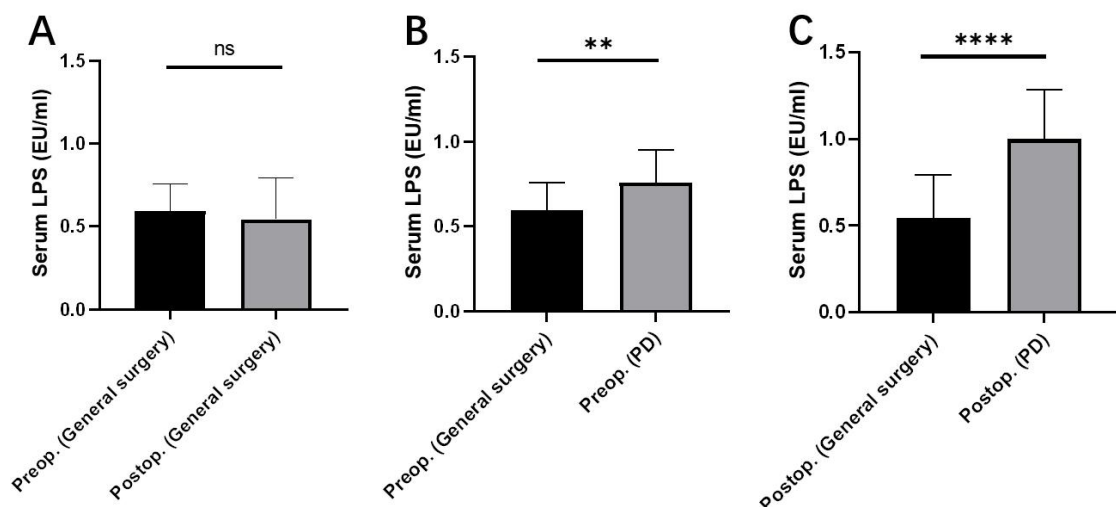 A
ns
Serum LPS (EU/ml)
1.5
1.0
0.5
0.0
Preop. (General surgery)
Postop. (General surgery)
B
**
Serum LPS (EU/ml)
1.5
1.0
0.5
0.0
Preop. (General surgery)
Preop. (PD)
C
****
Serum LPS (EU/ml)
1.5
1.0
0.5
0.0
Postop. (General surgery)
Postop. (PD)